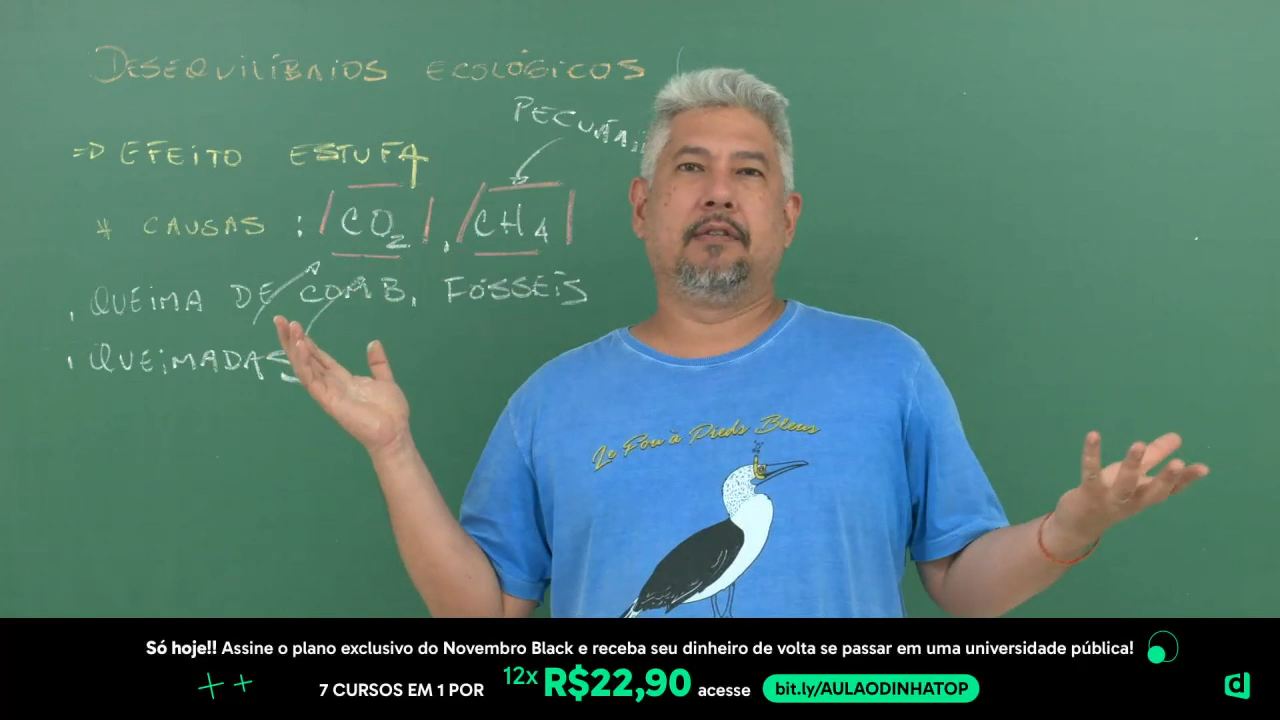 DESEQUILÍBRIOS ECOLÓGICOS
PECUÁRI
=> EFEITO ESTUFA
* CAUSAS : CO2 , CH4
. QUEIMA DE COMB. FÓSSEIS
. QUEIMADAS
Le Fou à Pieds Bleus
Só hoje!! Assine o plano exclusivo do Novembro Black e receba seu dinheiro de volta se passar em uma universidade pública!
7 CURSOS EM 1 POR 12x R$22,90 acesse bit.ly/AULAODINHATOP
d